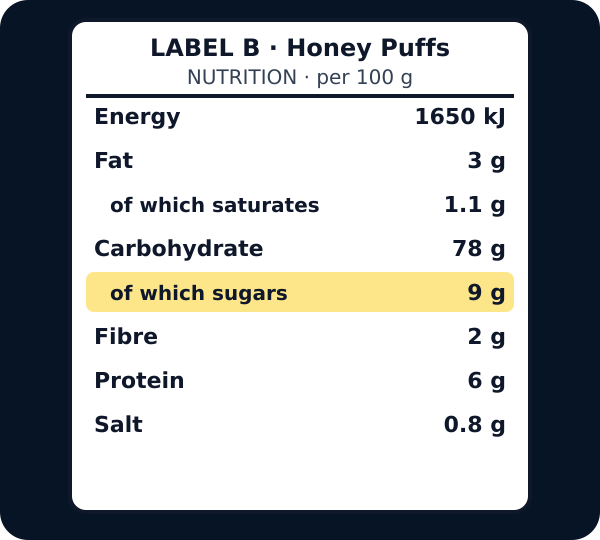 LABEL B · Honey Puffs
NUTRITION · per 100 g
Energy 1650 kJ
Fat 3 g
of which saturates 1.1 g
Carbohydrate 78 g
of which sugars 9 g
Fibre 2 g
Protein 6 g
Salt 0.8 g